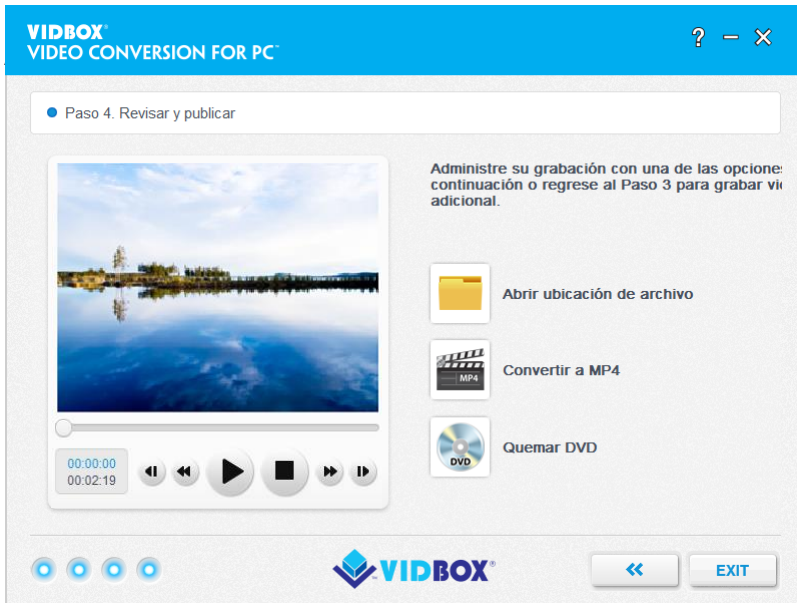 VIDBOX®
VIDEO CONVERSION FOR PC™
?
Paso 4. Revisar y publicar
Administre su grabación con una de las opciones
continuación o regrese al Paso 3 para grabar vi
adicional.
Abrir ubicación de archivo
MP4
Convertir a MP4
DVD
Quemar DVD
00:00:00
00:02:19
VIDBOX®
EXIT